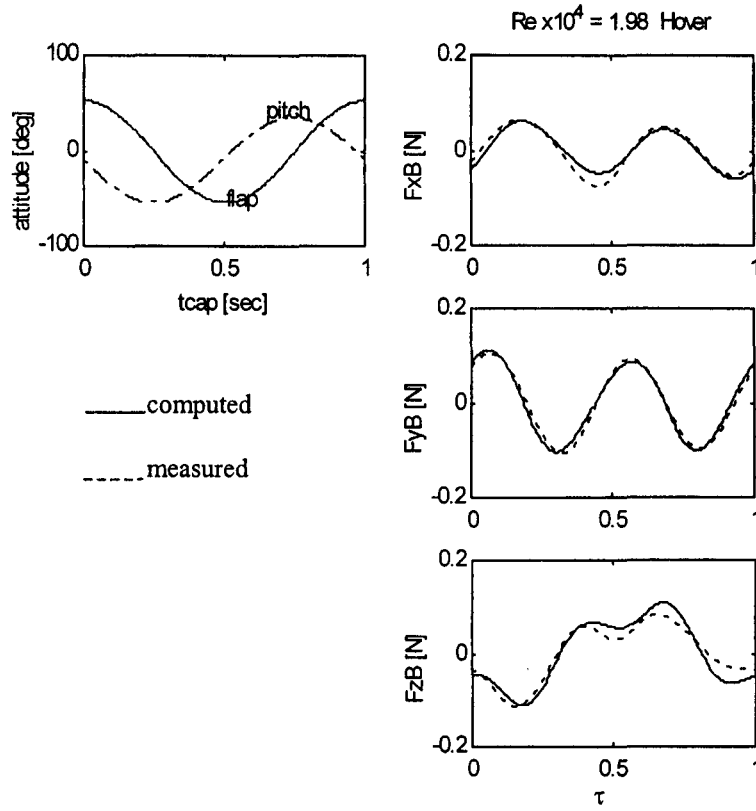 Re x10^4 = 1.98 Hover
100
0
-100
attitude [deg]
pitch
flap
0
0.5
1
tcap [sec]
computed
measured
0.2
0
-0.2
FxB [N]
0
0.5
1
0.2
0
-0.2
FyB [N]
0
0.5
1
0.2
0
-0.2
FzB [N]
0
0.5
1
τ